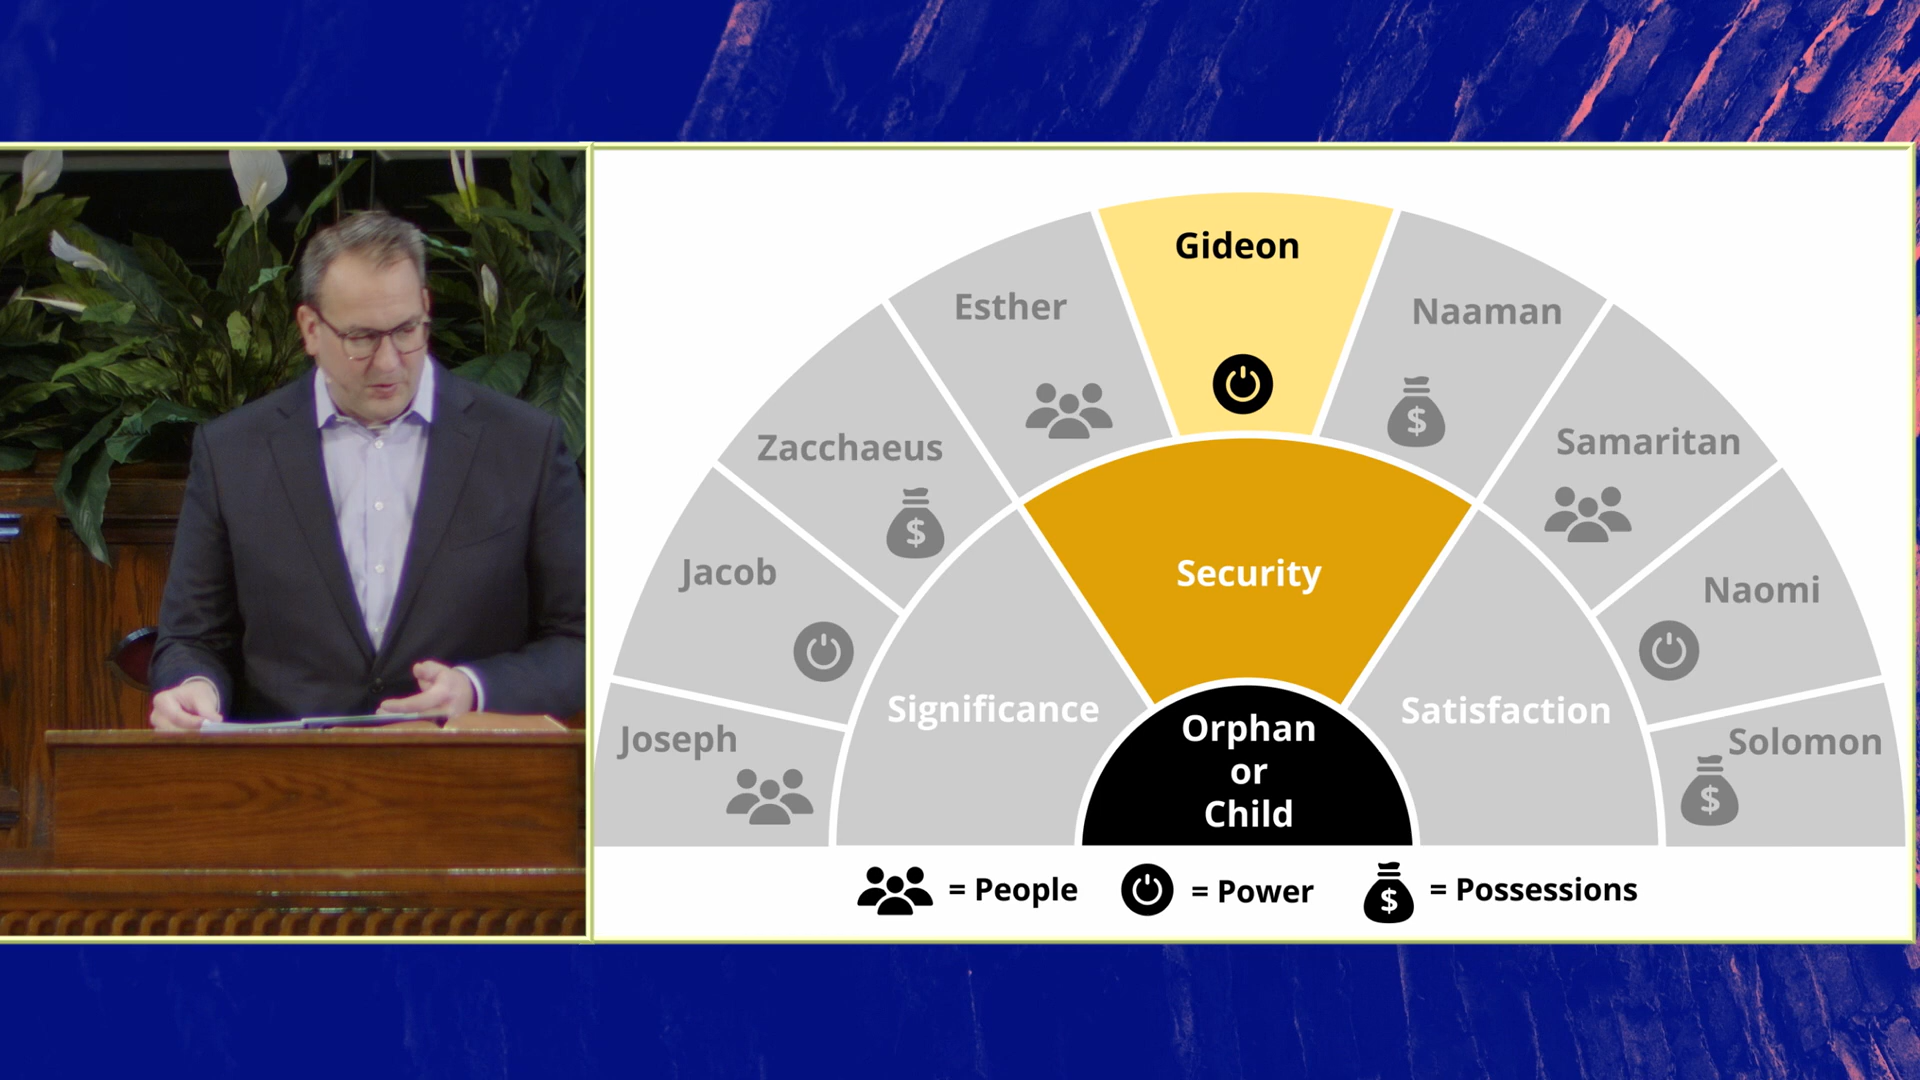 Gideon
Esther
Naaman
Zacchaeus
Samaritan
Jacob
Security
Naomi
Significance
Satisfaction
Joseph
Orphan
or
Child
Solomon
$
$
$
= People
= Power
$ = Possessions